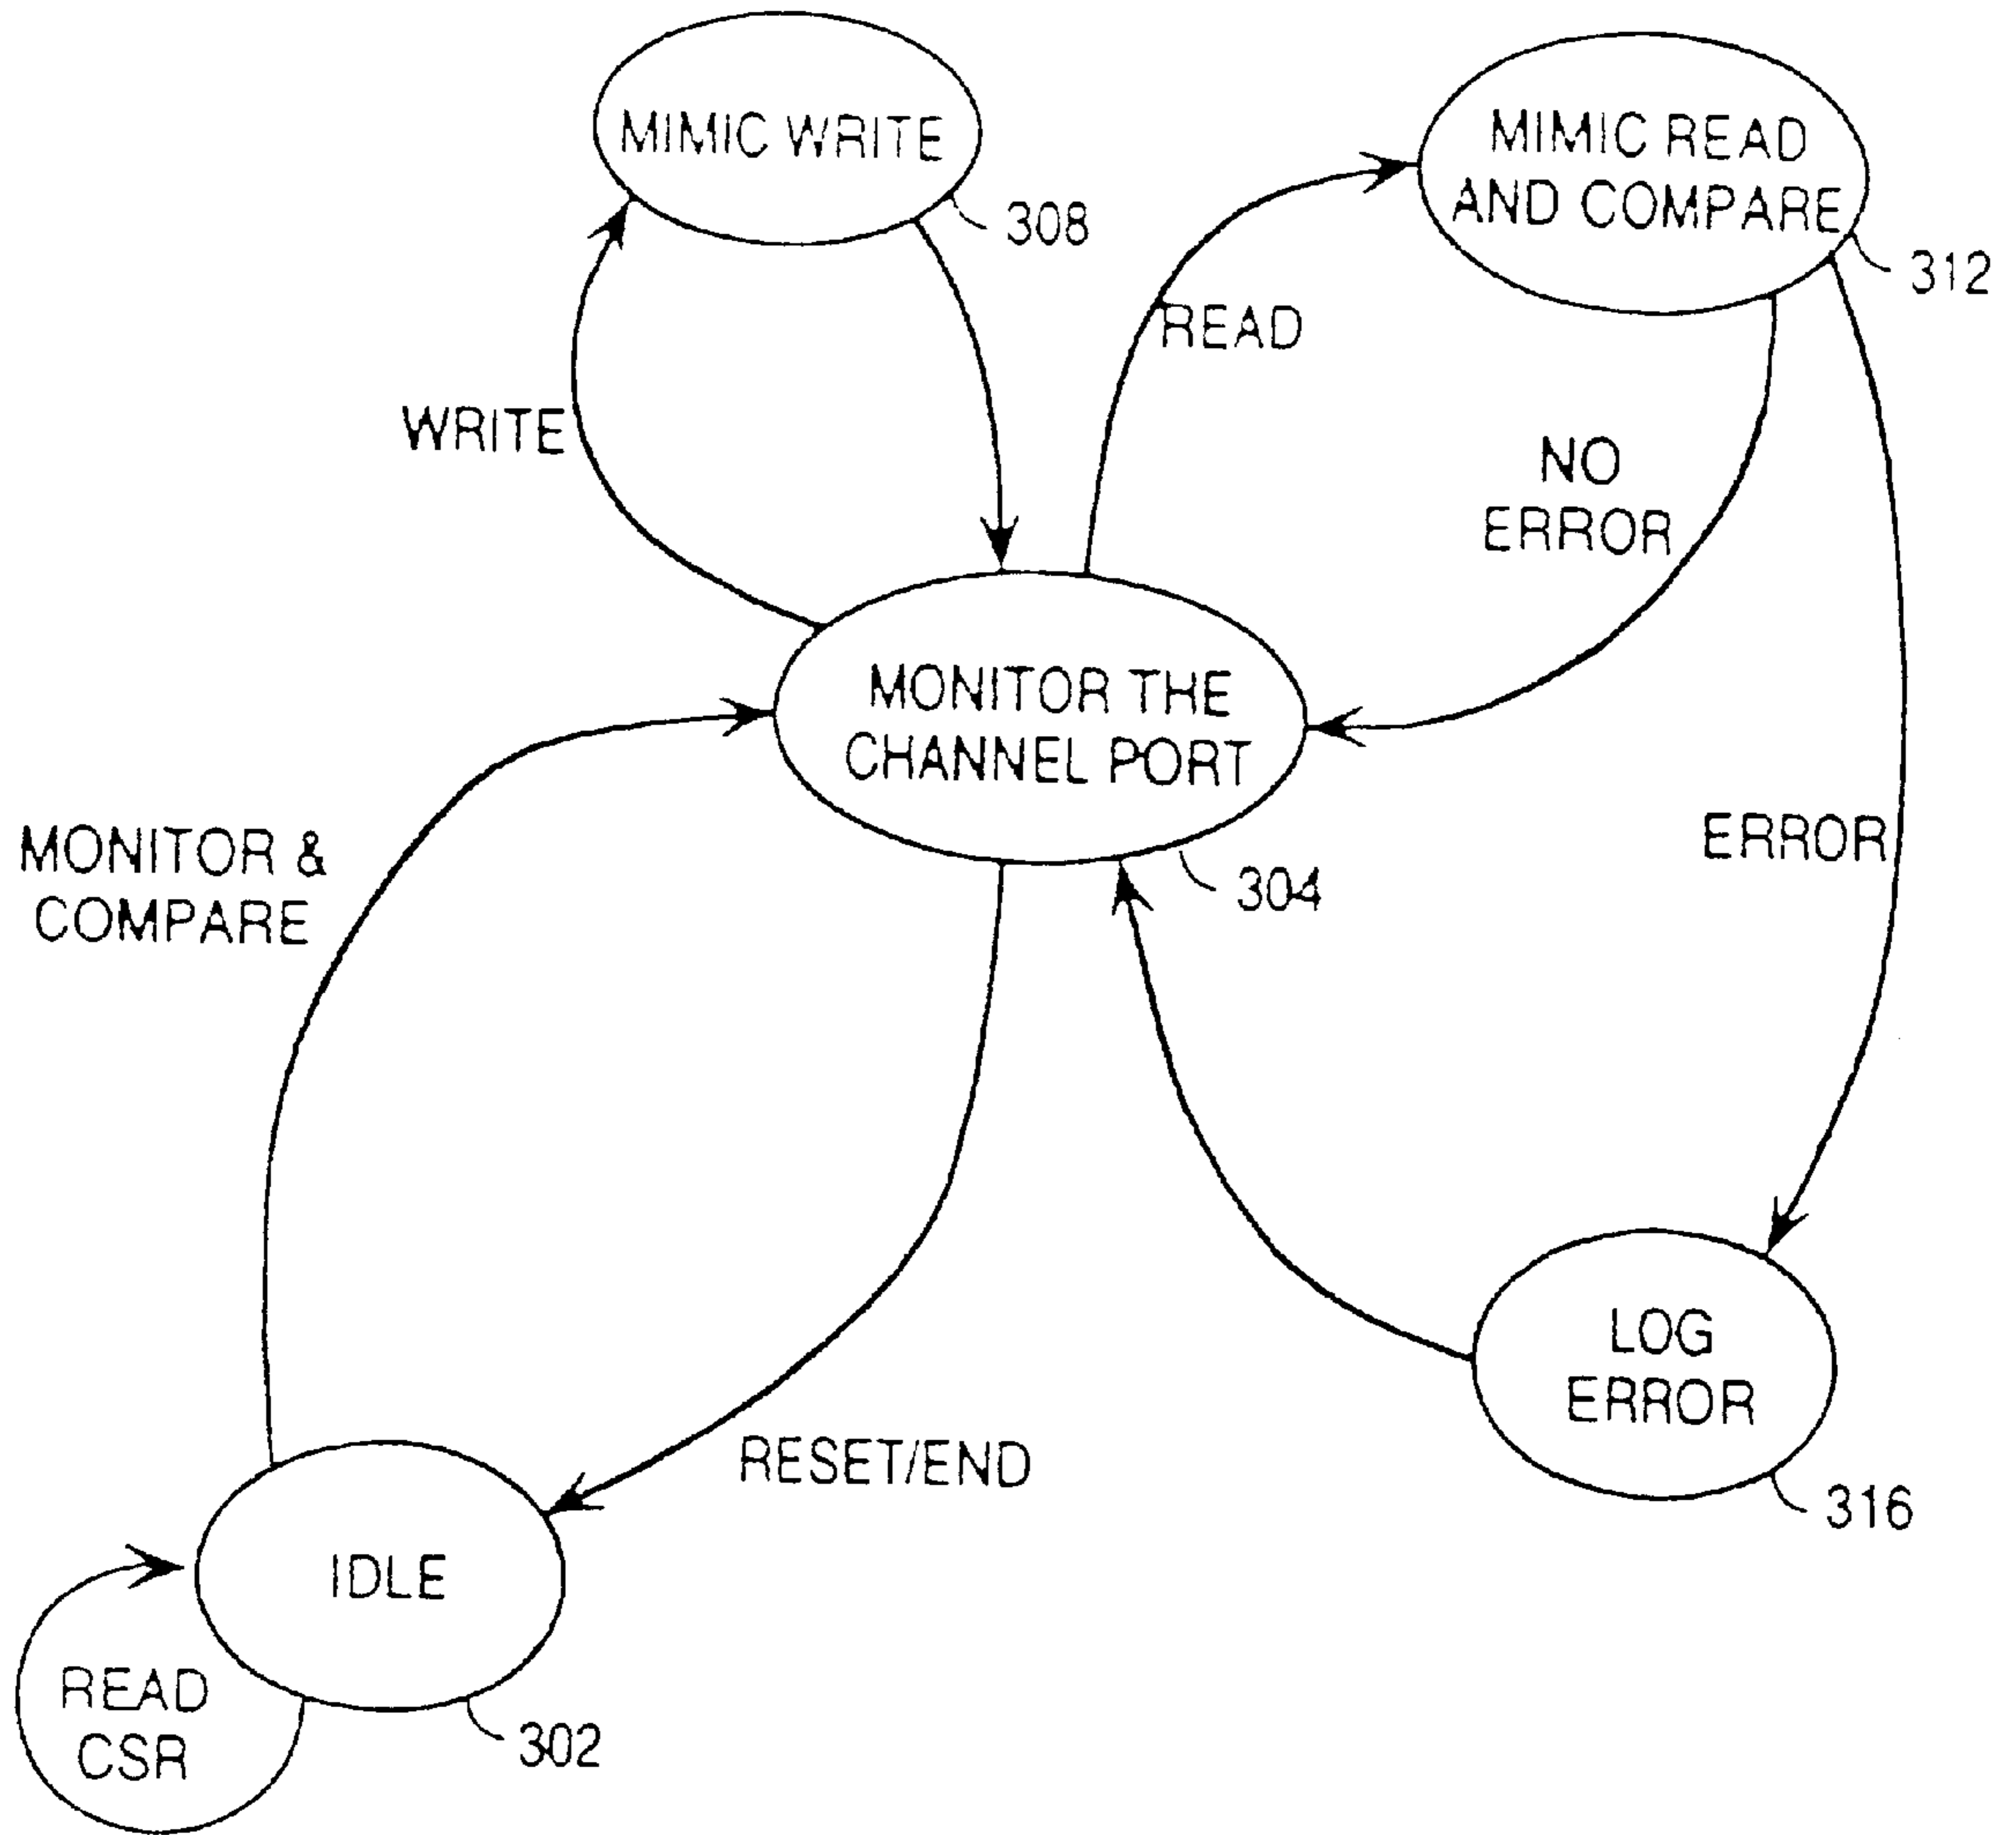 MIMIC WRITE
308
MIMIC READ
AND COMPARE
312
READ
WRITE
NO
ERROR
MONITOR THE
CHANNEL PORT
304
MONITOR &
COMPARE
ERROR
LOG
ERROR
316
RESET/END
IDLE
302
READ
CSR